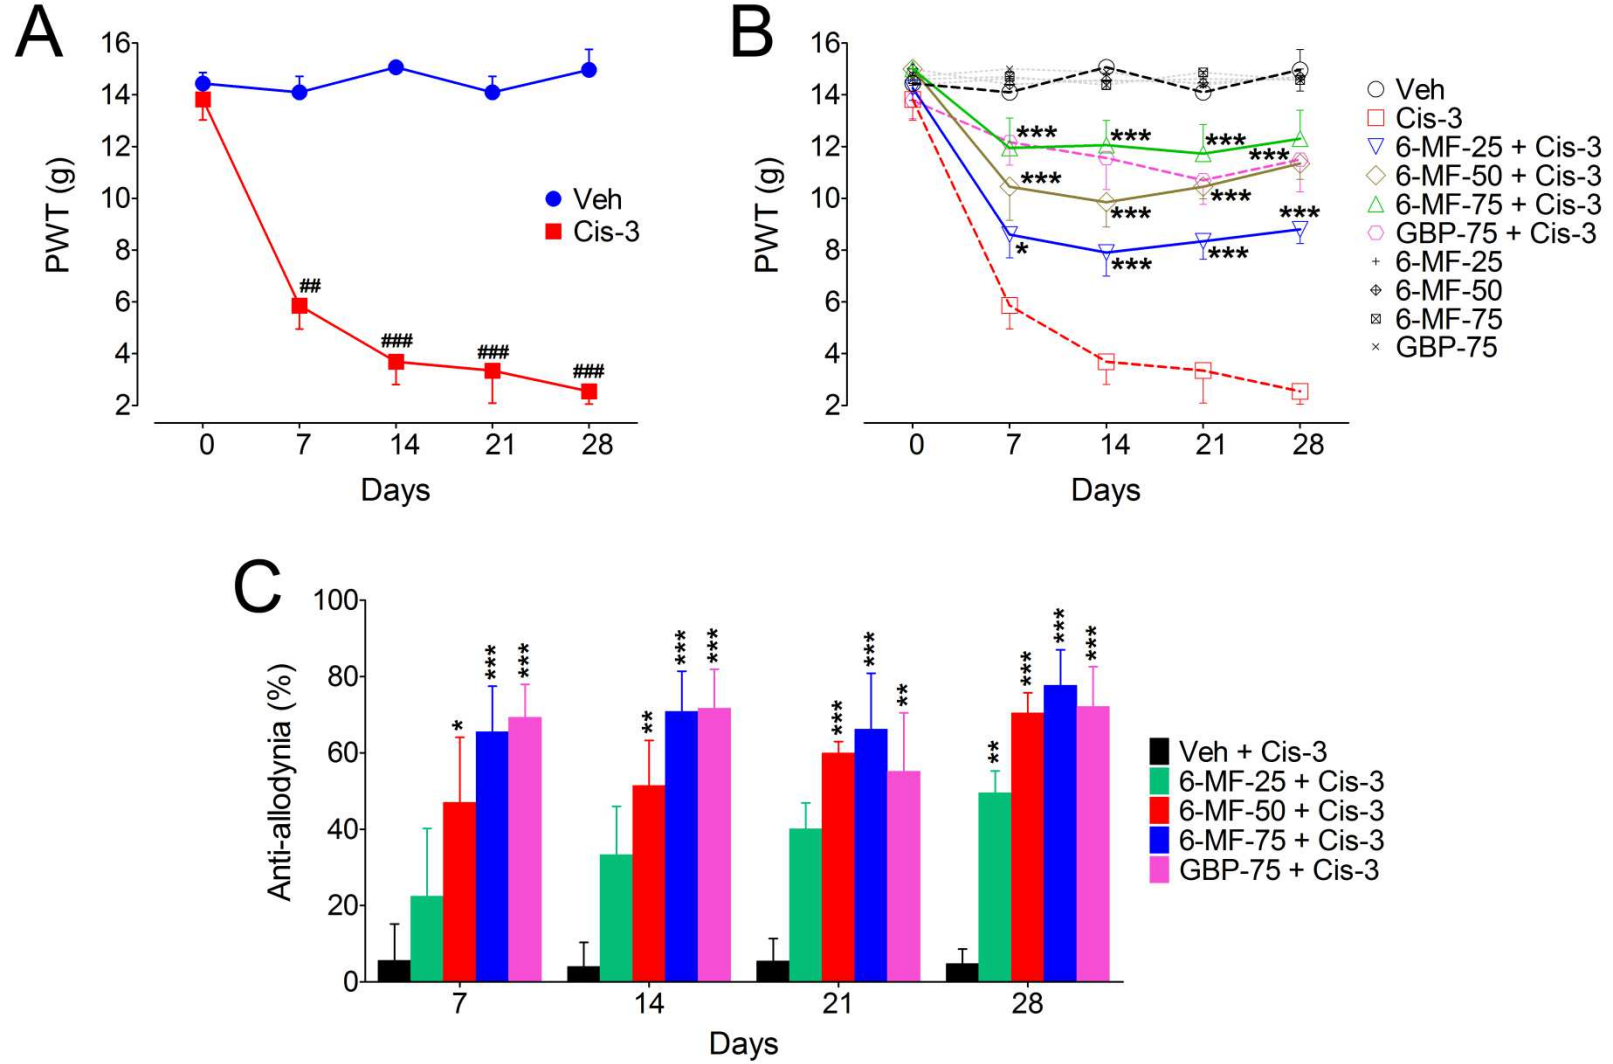 A
16
14
12
10
8
6
4
2
PWT (g)
Veh
Cis-3
##
###
###
###
0 7 14 21 28
Days
B
16
14
12
10
8
6
4
2
PWT (g)
*** *** *** ***
*** *** ***
* *** *** ***
0 7 14 21 28
Days
Veh
Cis-3
6-MF-25 + Cis-3
6-MF-50 + Cis-3
6-MF-75 + Cis-3
GBP-75 + Cis-3
6-MF-25
6-MF-50
6-MF-75
GBP-75
C
100
80
60
40
20
0
Anti-allodynia (%)
* *** ***
** *** ***
*** *** **
** *** *** ***
7 14 21 28
Days
Veh + Cis-3
6-MF-25 + Cis-3
6-MF-50 + Cis-3
6-MF-75 + Cis-3
GBP-75 + Cis-3